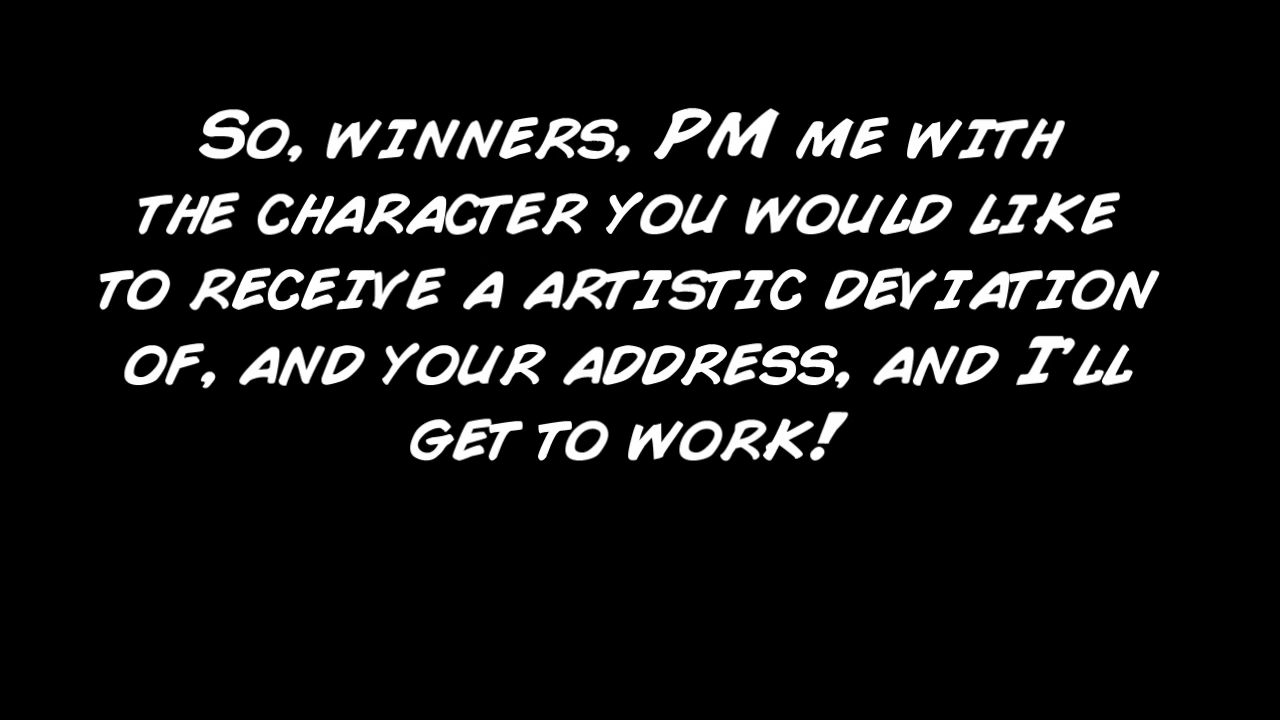 So, winners, PM me with
the character you would like
to receive a artistic deviation
of, and your address, and I'll
get to work!